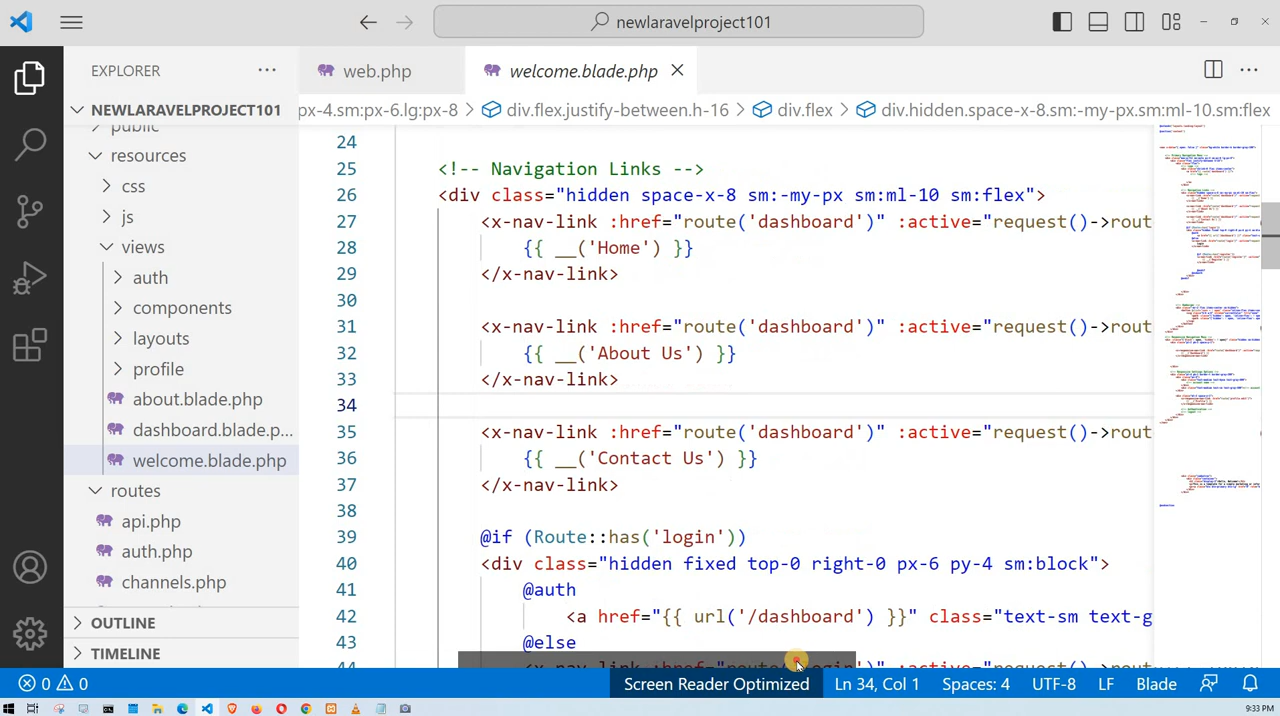 newlaravelproject101
EXPLORER
web.php
welcome.blade.php
NEWLARAVELPROJECT101
px-4.sm:px-6.lg:px-8 > div.flex.justify-between.h-16 > div.flex > div.hidden.space-x-8.sm:-my-px.sm:ml-10.sm:flex
public
resources
css
js
views
auth
components
layouts
profile
about.blade.php
dashboard.blade.p...
welcome.blade.php
routes
api.php
auth.php
channels.php
OUTLINE
TIMELINE
24
25 <!-- Navigation Links -->
26 <div class="hidden space-x-8 sm:-my-px sm:ml-10 sm:flex">
27 <x-nav-link :href="route('dashboard')" :active="request()->rout
28 {{ __('Home') }}
29 </x-nav-link>
30
31 <x-nav-link :href="route('dashboard')" :active="request()->rout
32 {{ __('About Us') }}
33 </x-nav-link>
34
35 <x-nav-link :href="route('dashboard')" :active="request()->rout
36 {{ __('Contact Us') }}
37 </x-nav-link>
38
39 @if (Route::has('login'))
40 <div class="hidden fixed top-0 right-0 px-6 py-4 sm:block">
41 @auth
42 <a href="{{ url('/dashboard') }}" class="text-sm text-g
43 @else
44 <x-nav-link :href="route('login')" :active="request()->rout
0 0 Screen Reader Optimized Ln 34, Col 1 Spaces: 4 UTF-8 LF Blade
9:33 PM